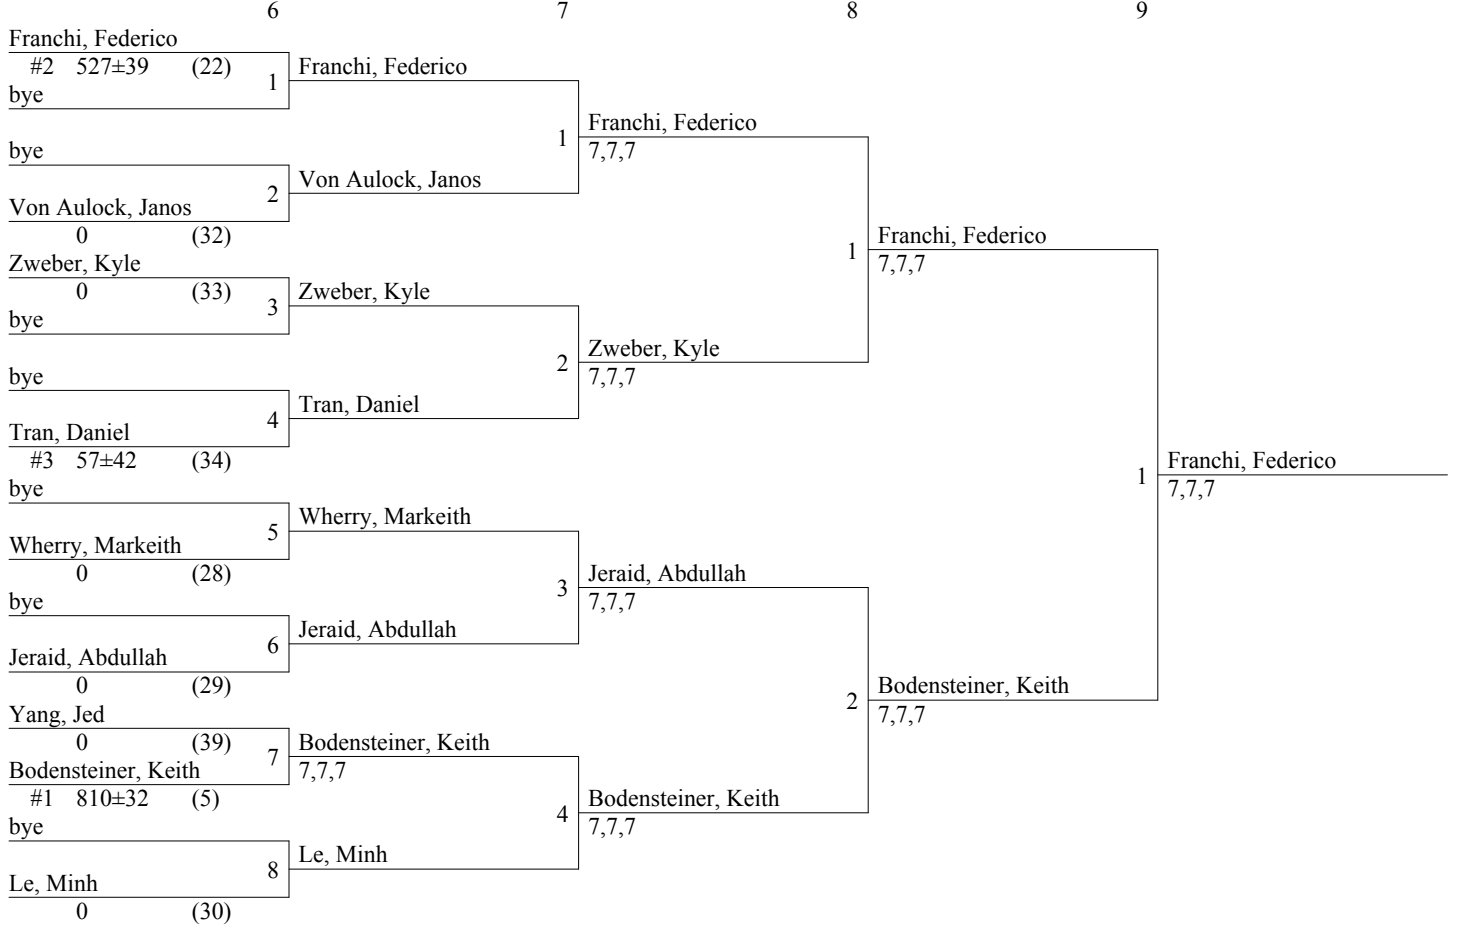 6 7 8 9
Franchi, Federico
#2 527±39 (22)
bye
1
Franchi, Federico
bye
2
Von Aulock, Janos
Von Aulock, Janos
0 (32)
Zweber, Kyle
0 (33)
bye
3
Zweber, Kyle
bye
4
Tran, Daniel
Tran, Daniel
#3 57±42 (34)
bye
5
Wherry, Markeith
Wherry, Markeith
0 (28)
bye
6
Jeraid, Abdullah
Jeraid, Abdullah
0 (29)
Yang, Jed
0 (39)
7
Bodensteiner, Keith
7,7,7
Bodensteiner, Keith
#1 810±32 (5)
bye
8
Le, Minh
Le, Minh
0 (30)
1
Franchi, Federico
7,7,7
2
Zweber, Kyle
7,7,7
3
Jeraid, Abdullah
7,7,7
4
Bodensteiner, Keith
7,7,7
1
Franchi, Federico
7,7,7
2
Bodensteiner, Keith
7,7,7
1
Franchi, Federico
7,7,7